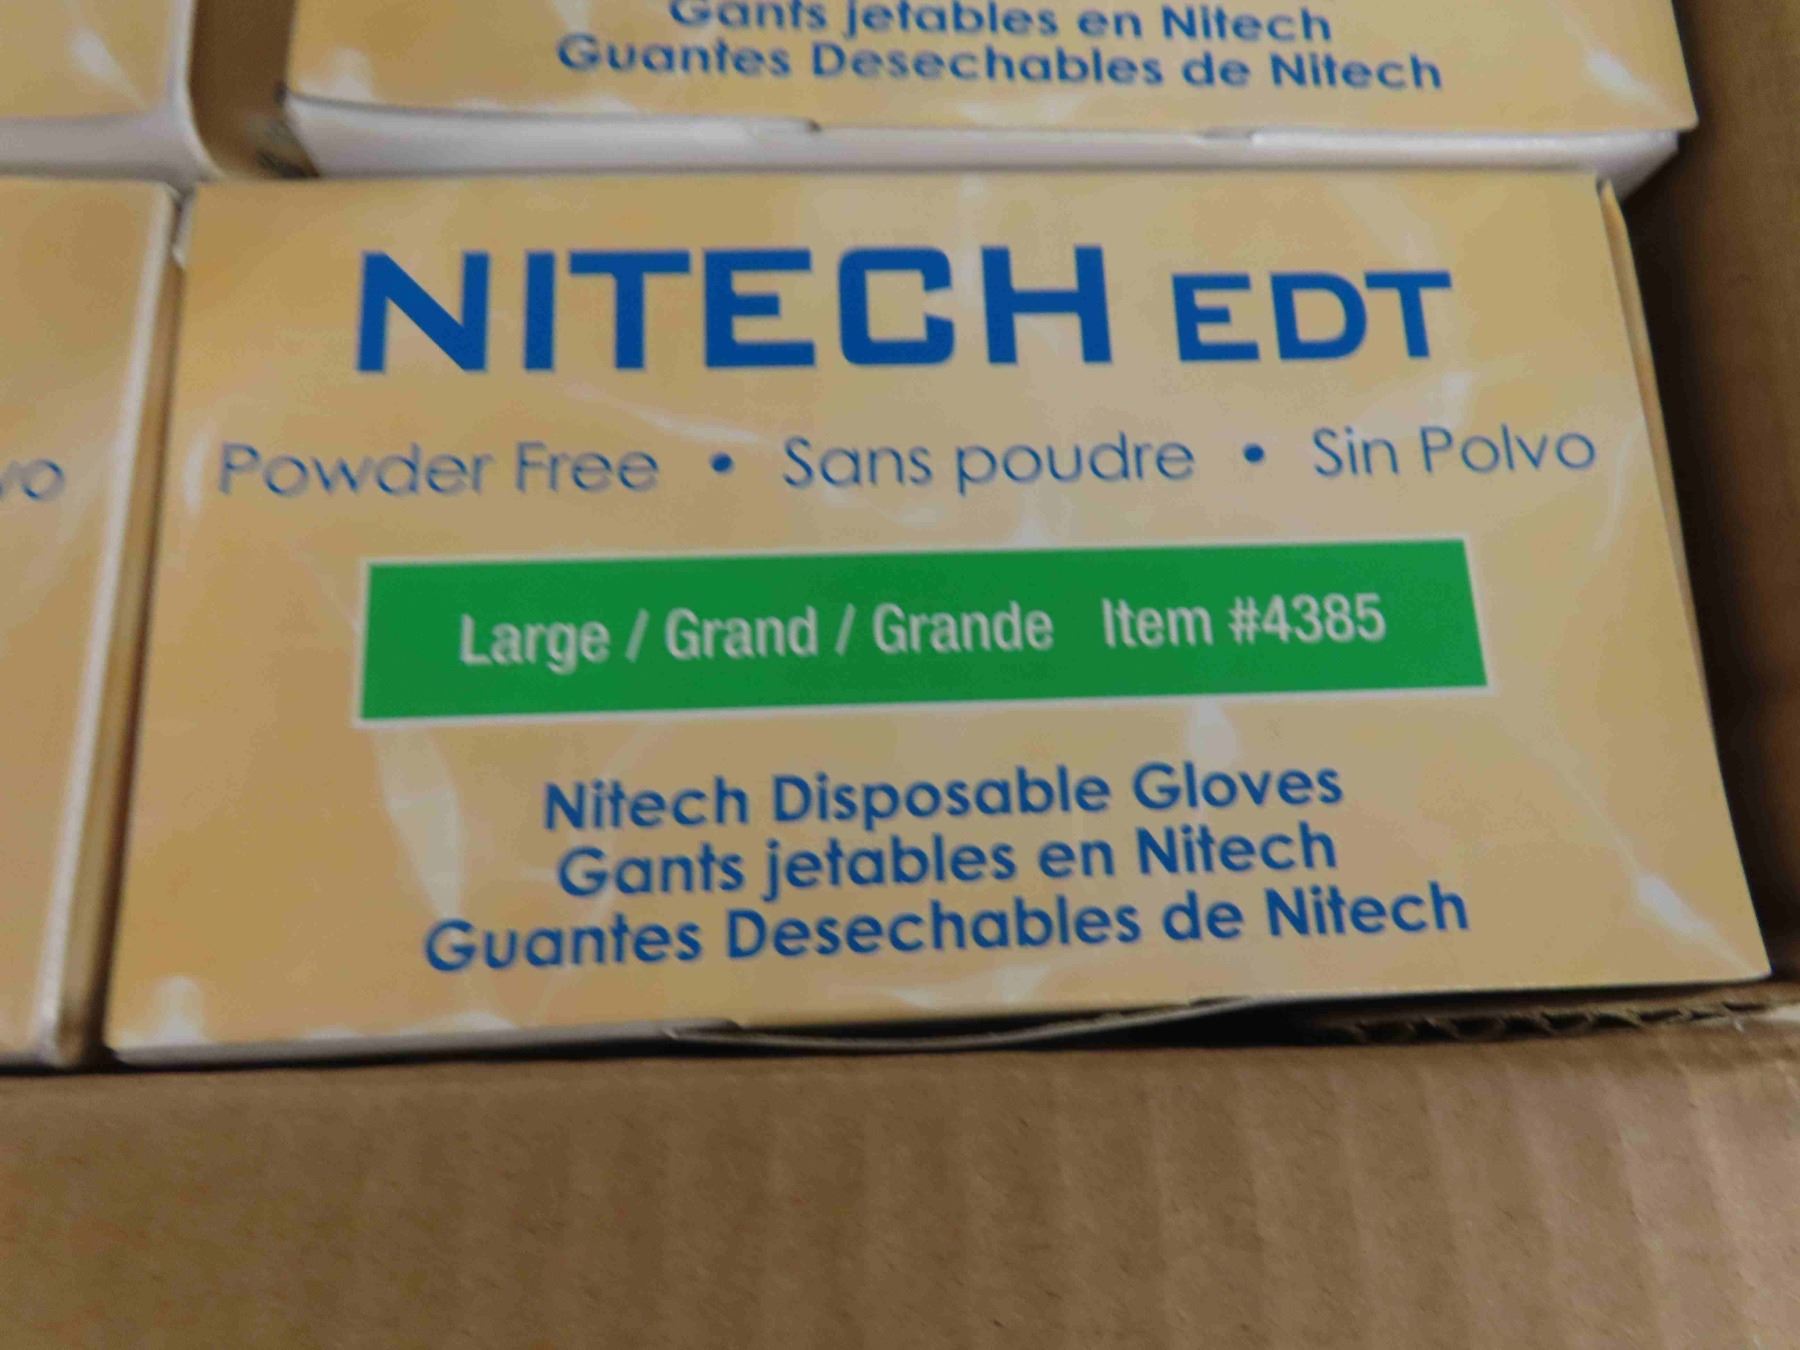 Gants jetables en Nitech
Guantes Desechables de Nitech
NITECH EDT
vo
Powder Free • Sans poudre • Sin Polvo
Large / Grand / Grande Item #4385
Nitech Disposable Gloves
Gants jetables en Nitech
Guantes Desechables de Nitech